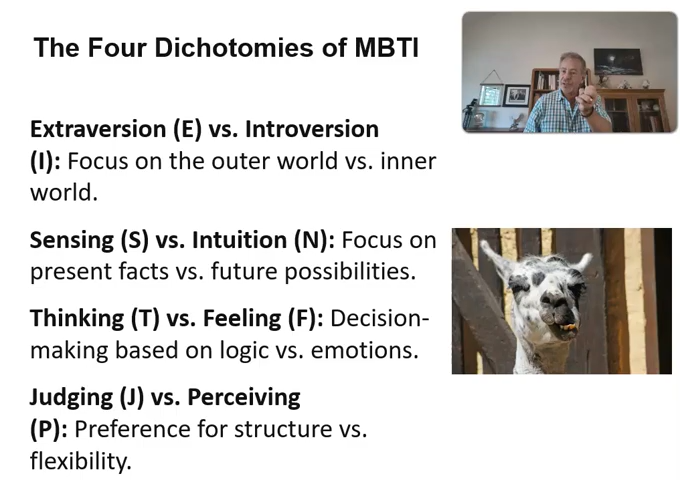 The Four Dichotomies of MBTI
Extraversion (E) vs. Introversion
(I): Focus on the outer world vs. inner
world.
Sensing (S) vs. Intuition (N): Focus on
present facts vs. future possibilities.
Thinking (T) vs. Feeling (F): Decision-
making based on logic vs. emotions.
Judging (J) vs. Perceiving
(P): Preference for structure vs.
flexibility.